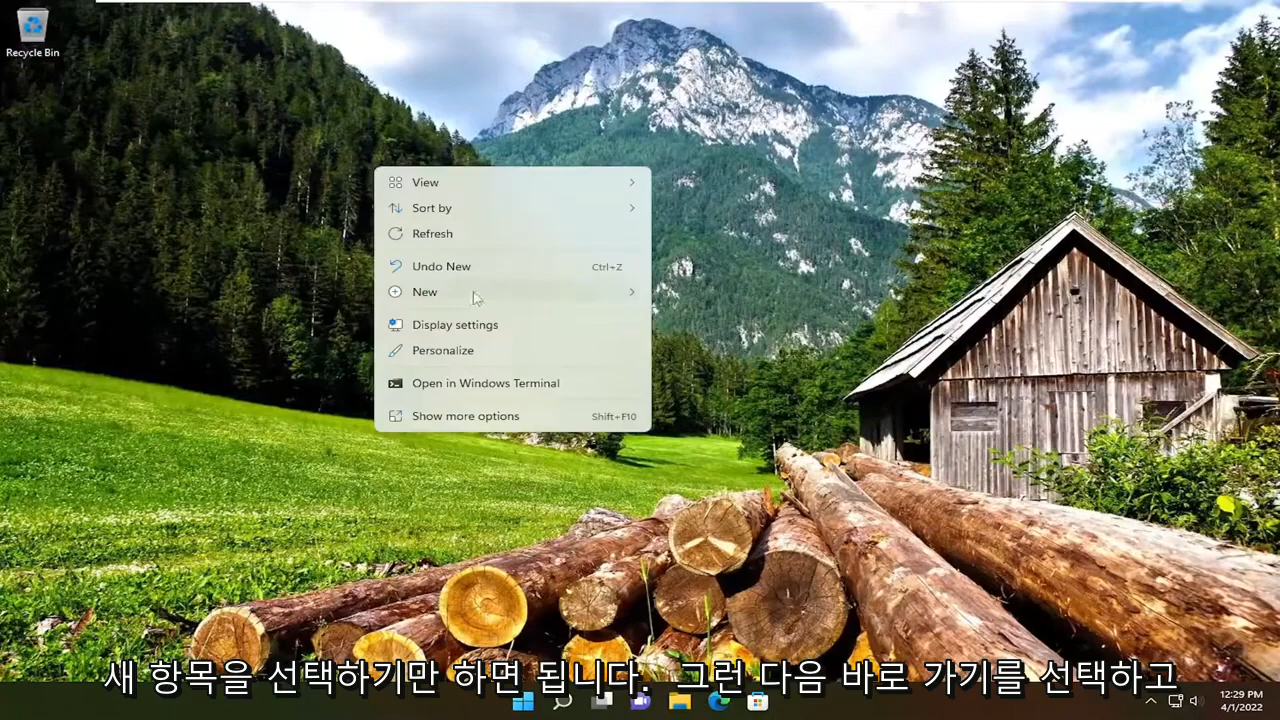 Recycle Bin
View
Sort by
Refresh
Undo New Ctrl+Z
New
Display settings
Personalize
Open in Windows Terminal
Show more options Shift+F10
새 항목을 선택하기만 하면 됩니다. 그런 다음 바로 가기를 선택하고
12:29 PM
4/1/2022